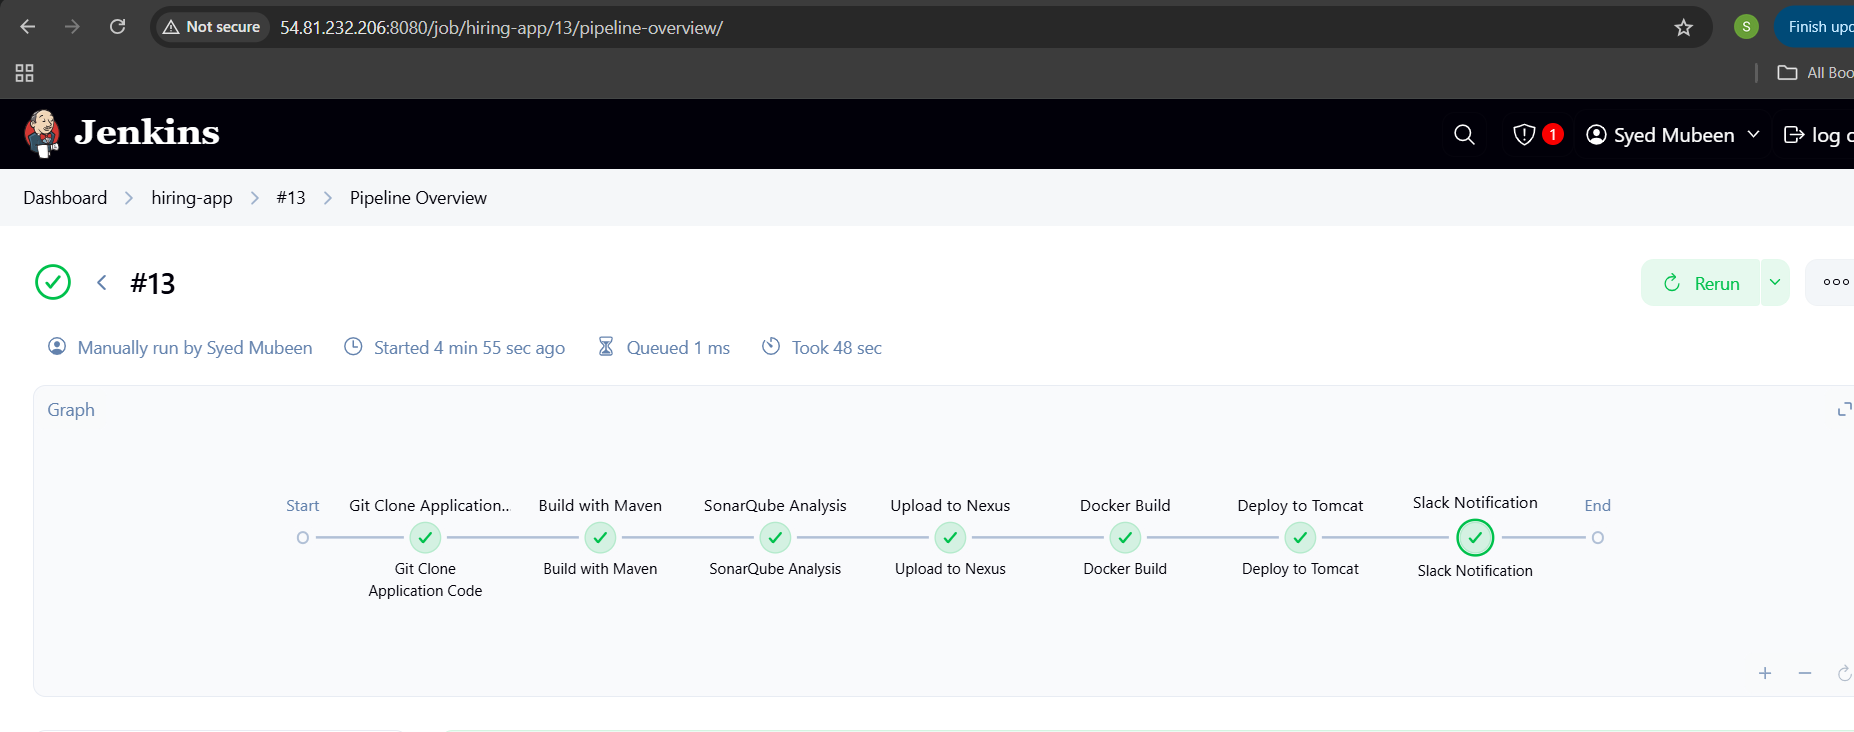 Not secure 54.81.232.206:8080/job/hiring-app/13/pipeline-overview/ S Finish upd
All Boo
Jenkins 1 Syed Mubeen log o
Dashboard hiring-app #13 Pipeline Overview
#13 Rerun
Manually run by Syed Mubeen Started 4 min 55 sec ago Queued 1 ms Took 48 sec
Graph
Start Git Clone Application... Build with Maven SonarQube Analysis Upload to Nexus Docker Build Deploy to Tomcat Slack Notification End
Git Clone Build with Maven SonarQube Analysis Upload to Nexus Docker Build Deploy to Tomcat Slack Notification
Application Code